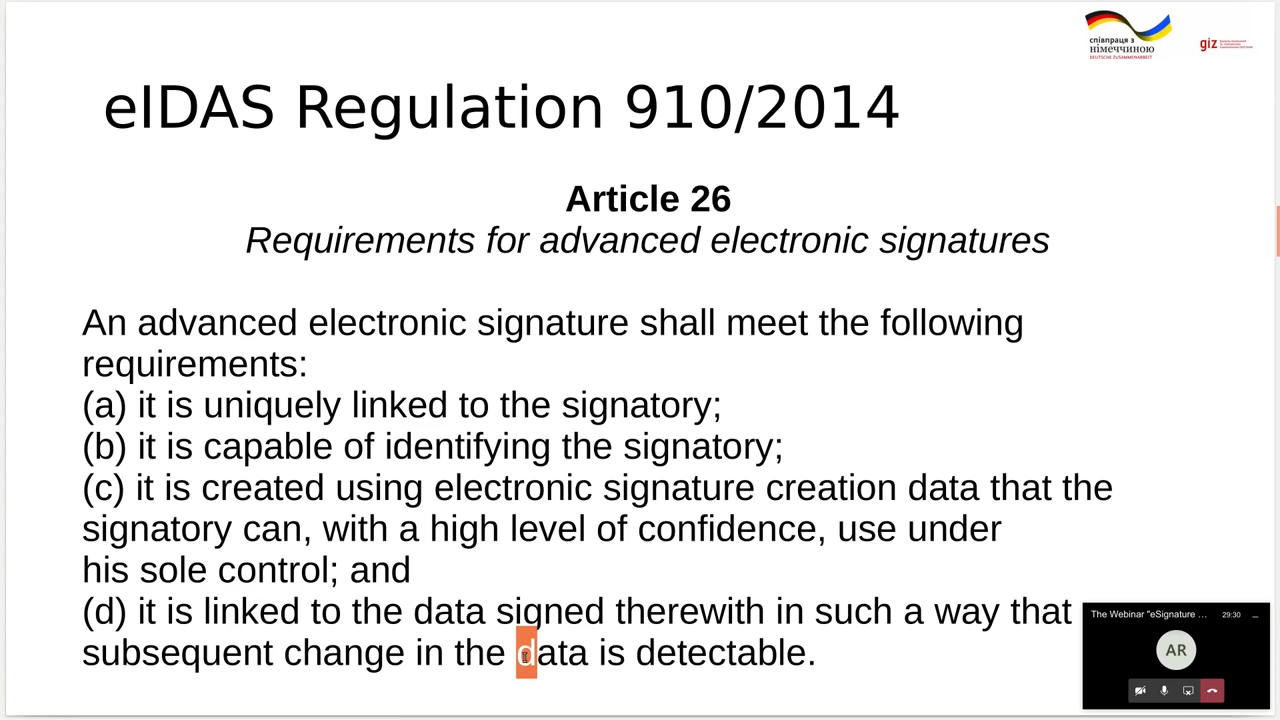 співпраця з
німеччиною
DEUTSCHE ZUSAMMENARBEIT
giz
eIDAS Regulation 910/2014
Article 26
Requirements for advanced electronic signatures
An advanced electronic signature shall meet the following
requirements:
(a) it is uniquely linked to the signatory;
(b) it is capable of identifying the signatory;
(c) it is created using electronic signature creation data that the
signatory can, with a high level of confidence, use under
his sole control; and
(d) it is linked to the data signed therewith in such a way that
subsequent change in the data is detectable.
The Webinar "eSignature ... 29:30
AR